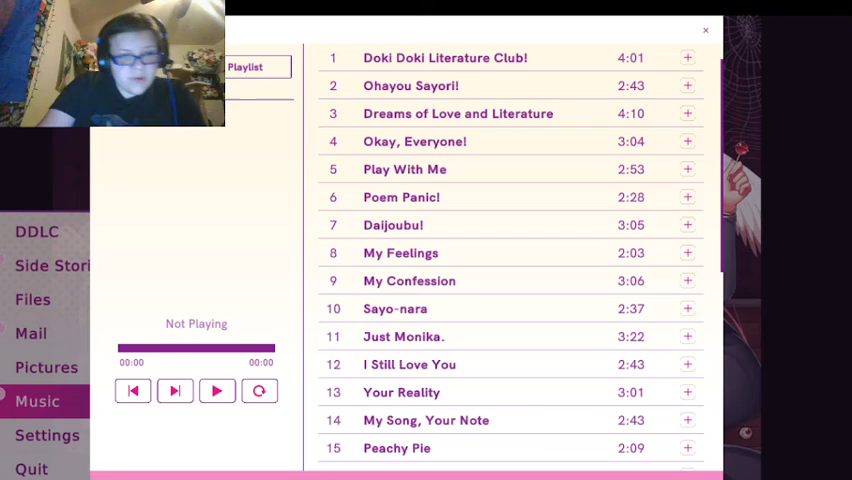 ×
Playlist
1 Doki Doki Literature Club! 4:01 +
2 Ohayou Sayori! 2:43 +
3 Dreams of Love and Literature 4:10 +
4 Okay, Everyone! 3:04 +
5 Play With Me 2:53 +
6 Poem Panic! 2:28 +
7 Daijoubu! 3:05 +
8 My Feelings 2:03 +
9 My Confession 3:06 +
10 Sayo-nara 2:37 +
11 Just Monika. 3:22 +
12 I Still Love You 2:43 +
13 Your Reality 3:01 +
14 My Song, Your Note 2:43 +
15 Peachy Pie 2:09 +
DDLC
Side Stori
Files
Mail
Pictures
Music
Settings
Quit
Not Playing
00:00 00:00